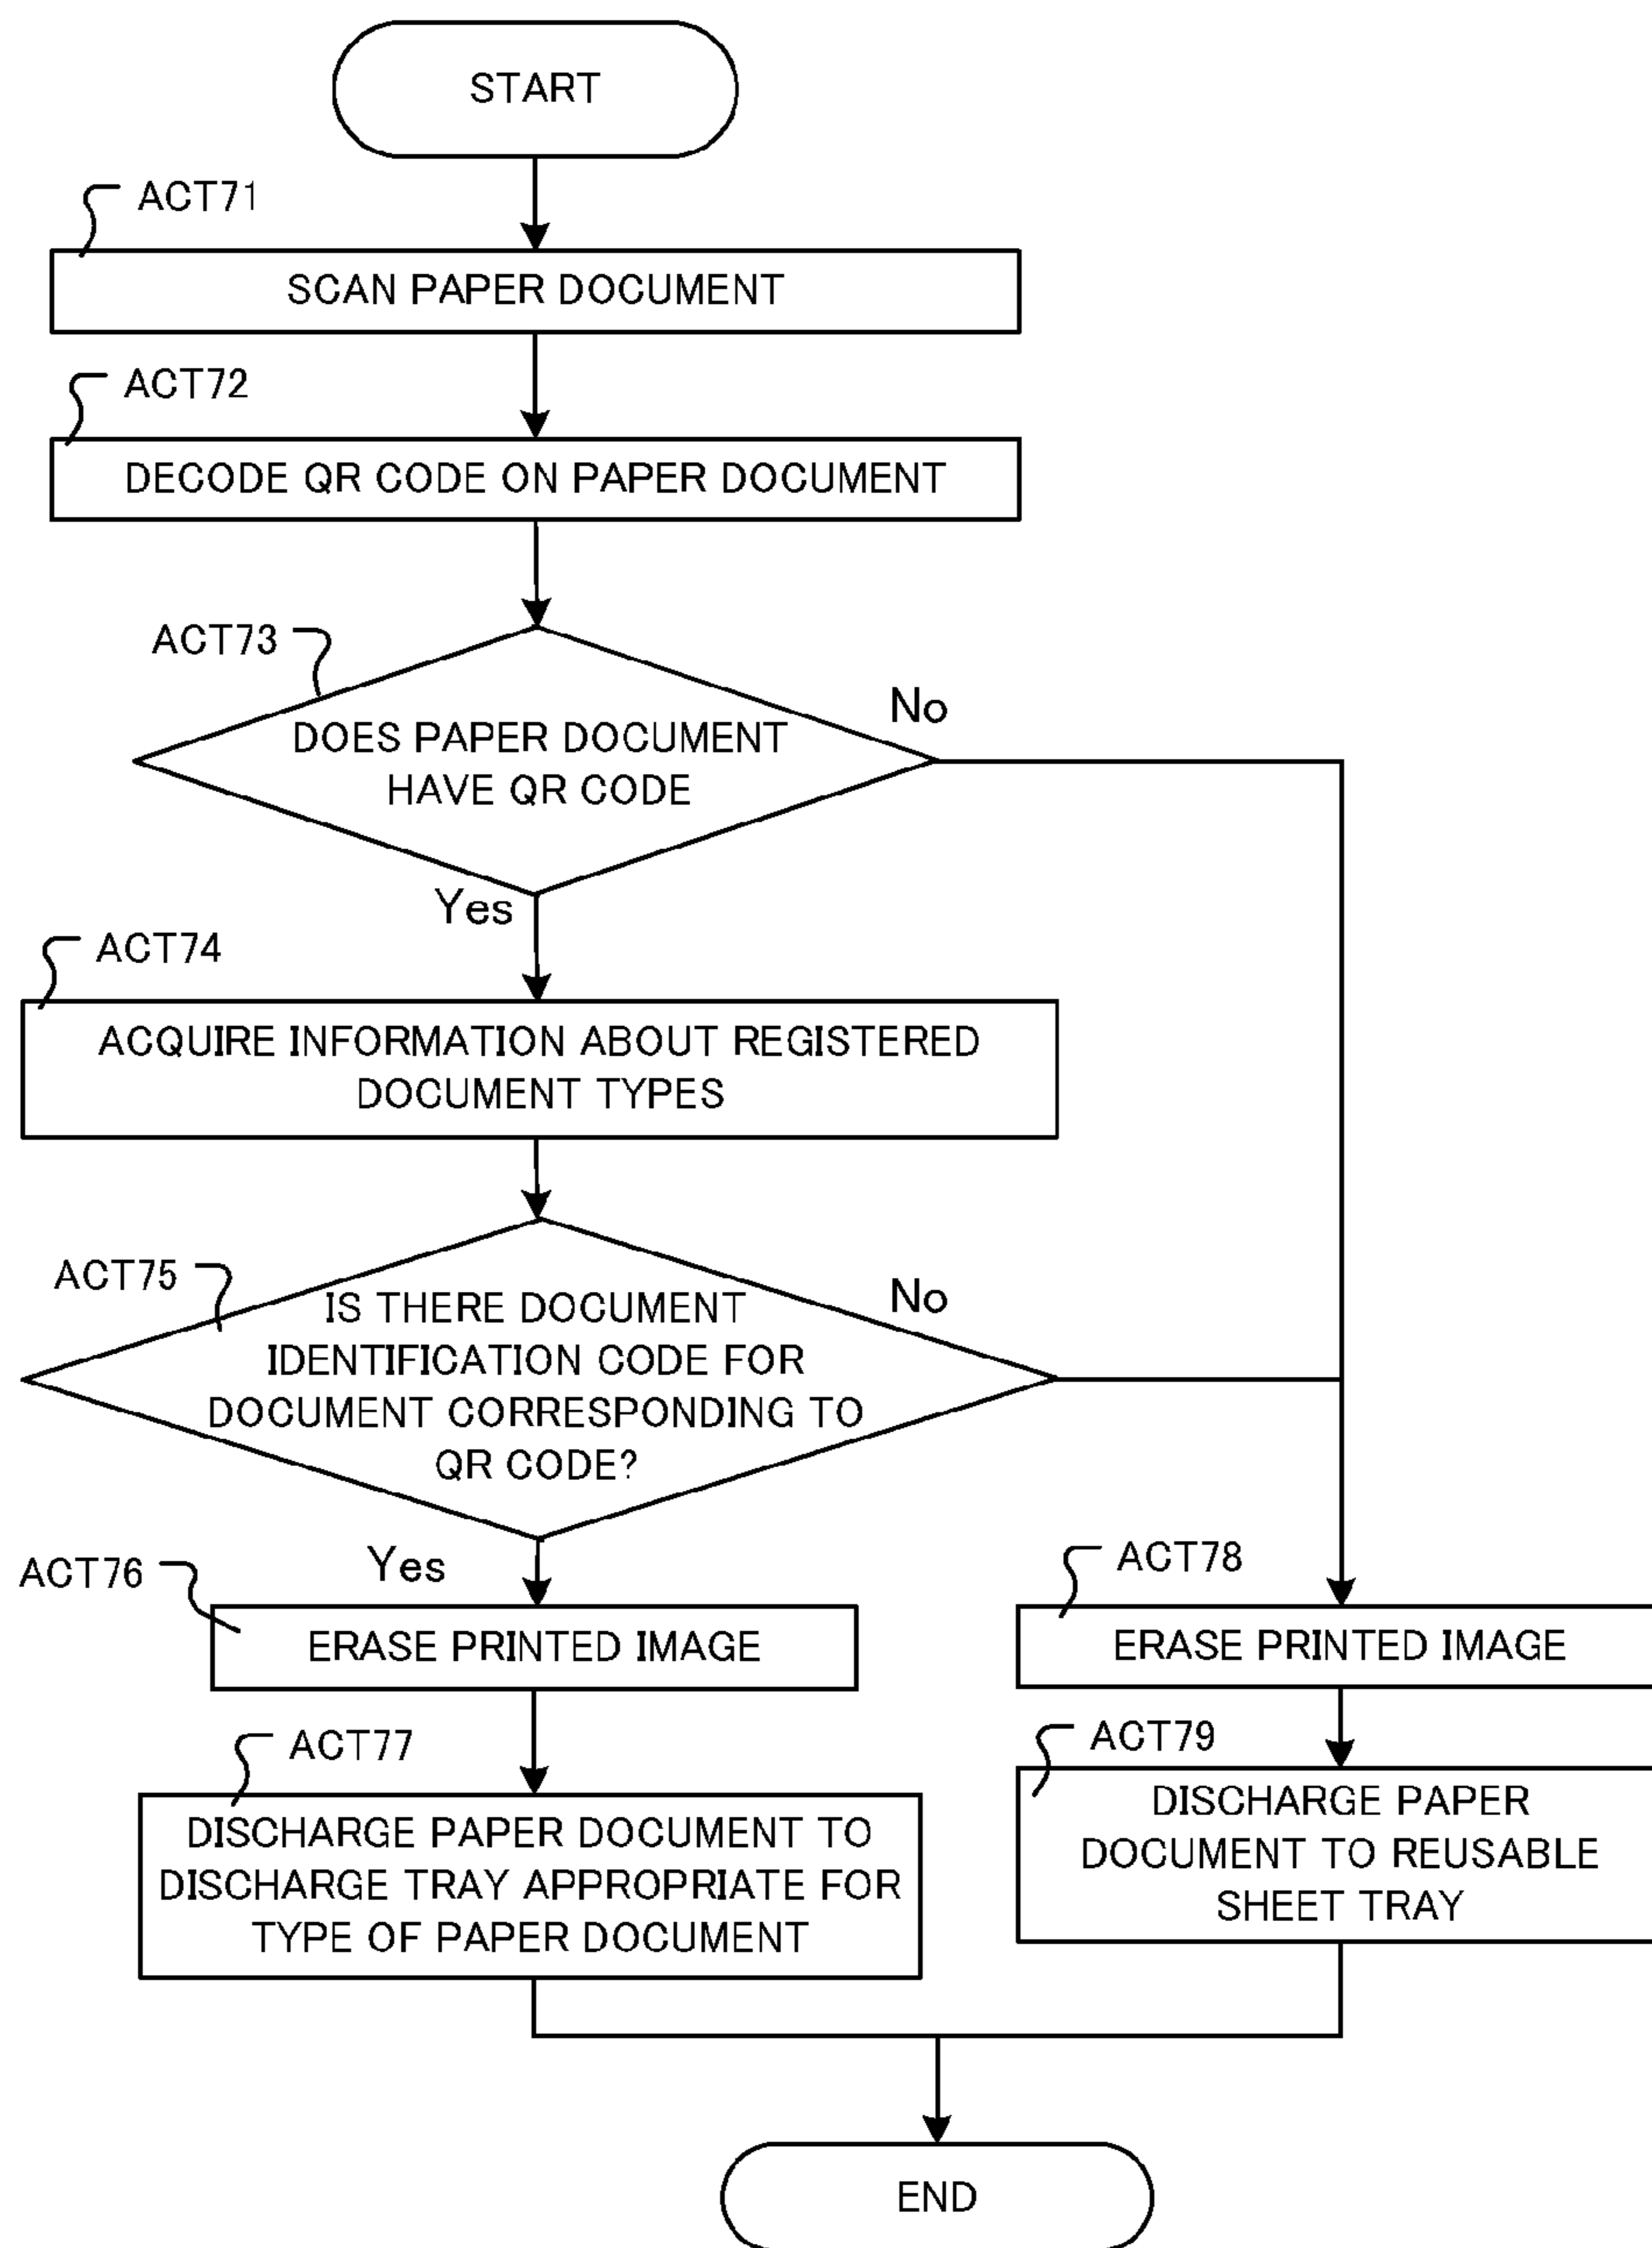 START
ACT71
SCAN PAPER DOCUMENT
ACT72
DECODE QR CODE ON PAPER DOCUMENT
ACT73
No
DOES PAPER DOCUMENT
HAVE QR CODE
Yes
ACT74
ACQUIRE INFORMATION ABOUT REGISTERED
DOCUMENT TYPES
ACT75
No
IS THERE DOCUMENT
IDENTIFICATION CODE FOR
DOCUMENT CORRESPONDING TO
QR CODE?
Yes
ACT76
ERASE PRINTED IMAGE
ACT77
DISCHARGE PAPER DOCUMENT TO
DISCHARGE TRAY APPROPRIATE FOR
TYPE OF PAPER DOCUMENT
ACT78
ERASE PRINTED IMAGE
ACT79
DISCHARGE PAPER
DOCUMENT TO REUSABLE
SHEET TRAY
END